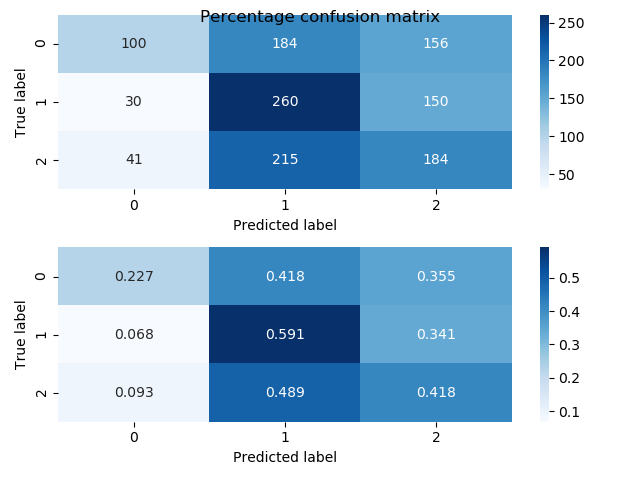 Percentage confusion matrix
True label
0 100 184 156
1 30 260 150
2 41 215 184
0 1 2
Predicted label
250
200
150
100
50
True label
0 0.227 0.418 0.355
1 0.068 0.591 0.341
2 0.093 0.489 0.418
0 1 2
Predicted label
0.5
0.4
0.3
0.2
0.1